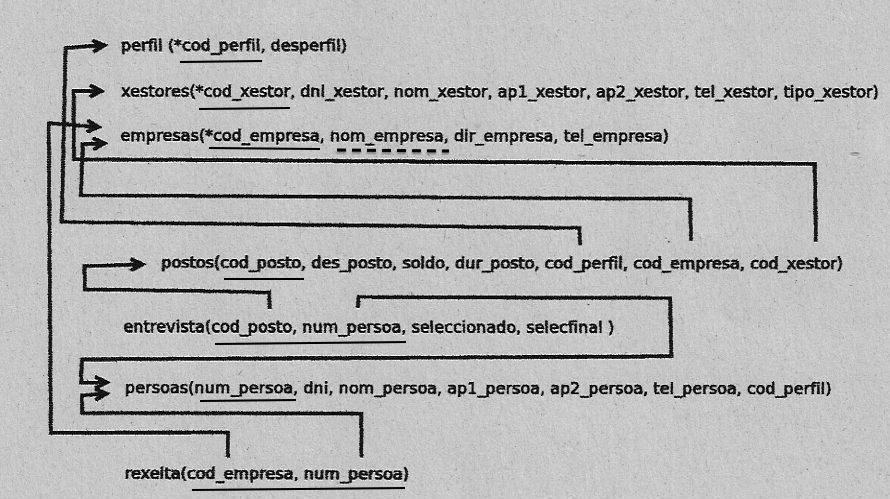 perfil (*cod_perfil, desperfil)
xestores(*cod_xestor, dni_xestor, nom_xestor, ap1_xestor, ap2_xestor, tel_xestor, tipo_xestor)
empresas(*cod_empresa, nom_empresa, dir_empresa, tel_empresa)
postos(cod_posto, des_posto, soldo, dur_posto, cod_perfil, cod_empresa, cod_xestor)
entrevista(cod_posto, num_persoa, seleccionado, selecfinal )
persoas(num_persoa, dni, nom_persoa, ap1_persoa, ap2_persoa, tel_persoa, cod_perfil)
rexeita(cod_empresa, num_persoa)